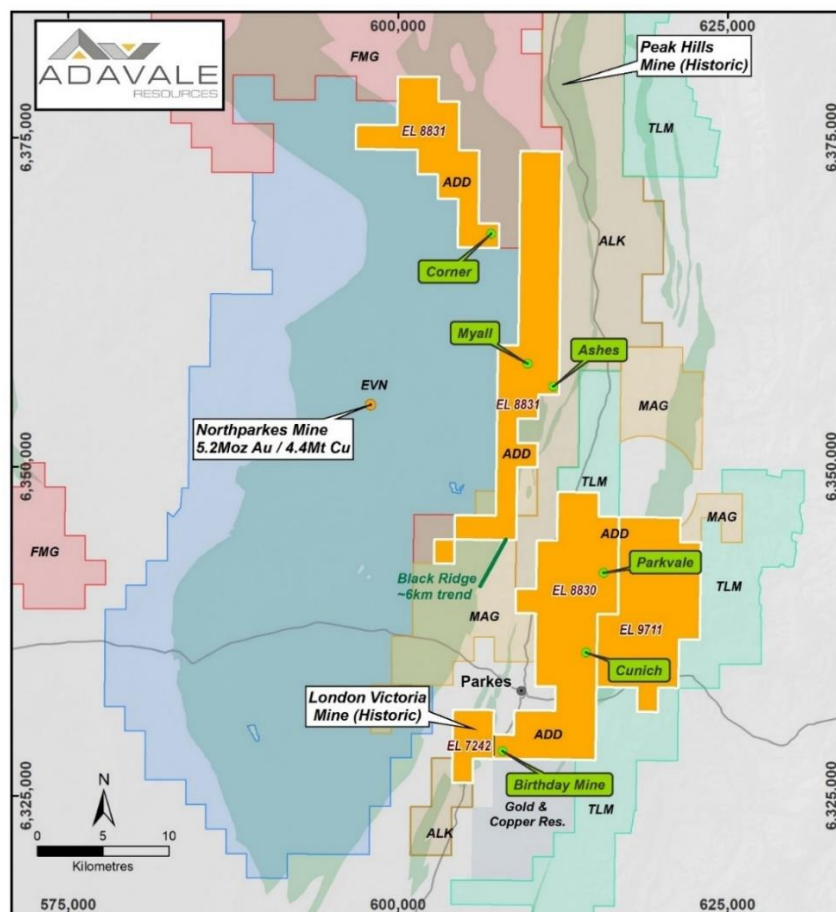 ADAVALE
RESOURCES
600,000
625,000
FMG
Peak Hills
Mine (Historic)
TLM
6,375,000
6,375,000
EL 8831
ADD
ALK
Corner
Myall
Ashes
EVN
MAG
Northparkes Mine
5.2Moz Au / 4.4Mt Cu
EL 8831
ADD
6,350,000
6,350,000
TLM
MAG
FMG
ADD
Black Ridge
~6km trend
Parkvale
EL 8830
TLM
MAG
EL 9711
Cunich
Parkes
London Victoria
Mine (Historic)
ADD
EL 7242
Birthday Mine
N
Gold &
Copper Res.
TLM
6,325,000
6,325,000
ALK
0 5 10
Kilometres
575,000
600,000
625,000